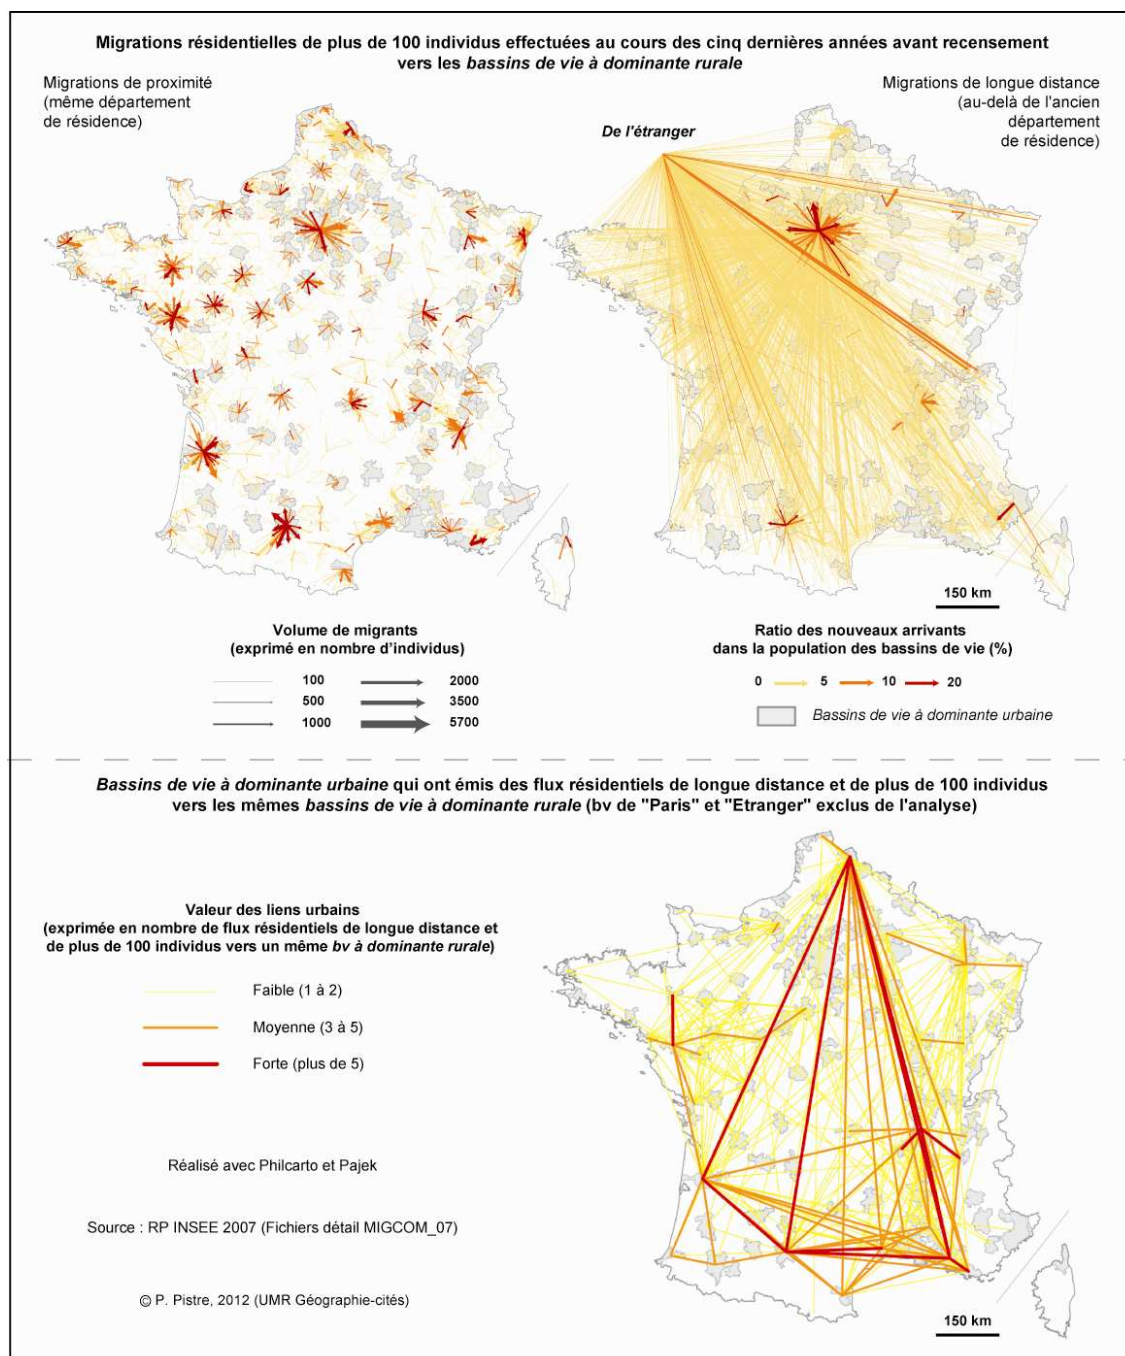 Migrations résidentielles de plus de 100 individus effectuées au cours des cinq dernières années avant recensement
vers les bassins de vie à dominante rurale
Migrations de proximité
(même département
de résidence)
Migrations de longue distance
(au-delà de l'ancien
département
de résidence)
De l'étranger
150 km
Volume de migrants
(exprimé en nombre d'individus)
100
500
1000
2000
3500
5700
Ratio des nouveaux arrivants
dans la population des bassins de vie (%)
0 5 10 20
Bassins de vie à dominante urbaine
Bassins de vie à dominante urbaine qui ont émis des flux résidentiels de longue distance et de plus de 100 individus
vers les mêmes bassins de vie à dominante rurale (bv de "Paris" et "Etranger" exclus de l'analyse)
Valeur des liens urbains
(exprimée en nombre de flux résidentiels de longue distance et
de plus de 100 individus vers un même bv à dominante rurale)
Faible (1 à 2)
Moyenne (3 à 5)
Forte (plus de 5)
Réalisé avec Philcarto et Pajek
Source : RP INSEE 2007 (Fichiers détail MIGCOM_07)
© P. Pistre, 2012 (UMR Géographie-cités)
150 km